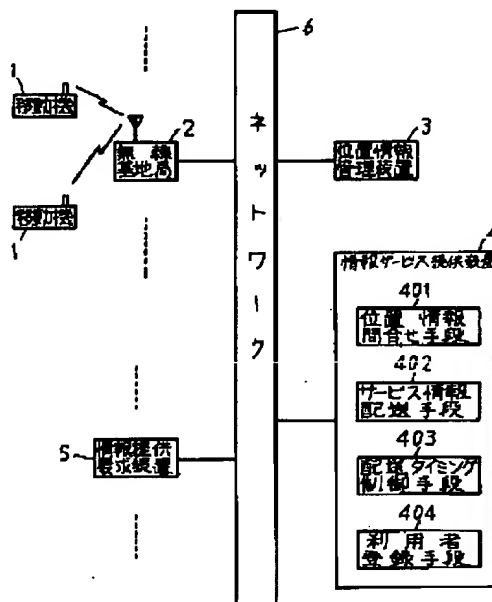 6
1
移動機
2
無線
基地局
ネットワーク
3
位置情報
管理装置
移動機
1
4
情報サービス提供装置
401
位置情報
問合せ手段
402
サービス情報
配送手段
403
配送タイミング
制御手段
404
利用者
登録手段
5
情報提供
要求装置